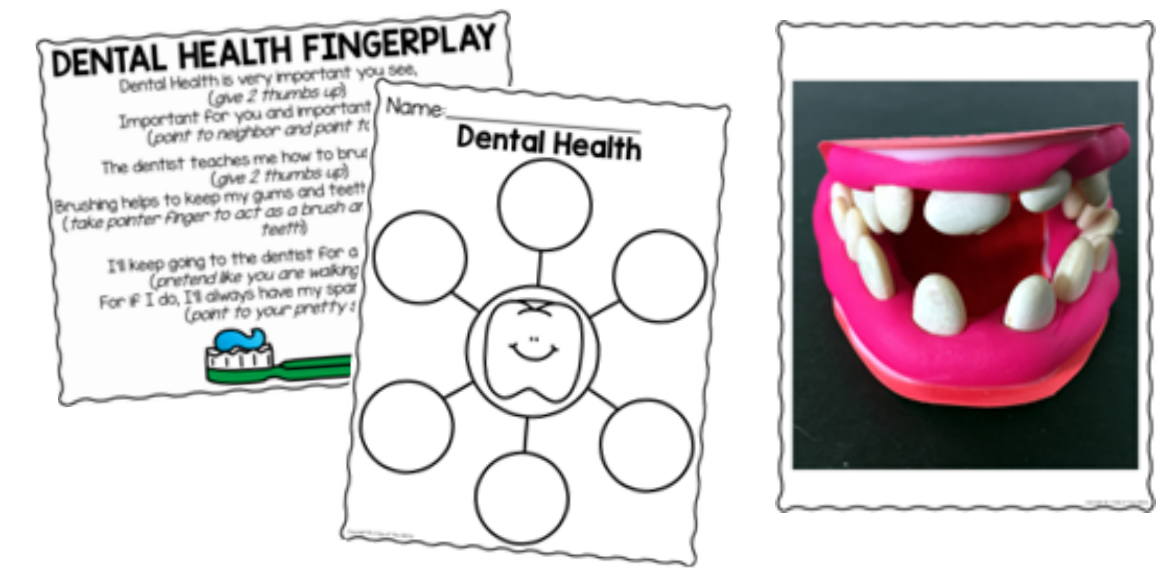 DENTAL HEALTH FINGERPLAY
Dental Health is very important you see,
(give 2 thumbs up)
Important for you and important
(point to neighbor and point to
The dentist teaches me how to
(give 2 thumbs up)
Brushing helps to keep my gums and teeth
(take pointer finger to act as a brush
teeth)
I'll keep going to the dentist for a
(pretend like you are walking
For if I do, I'll always have my
(point to your pretty
Name:
Dental Health